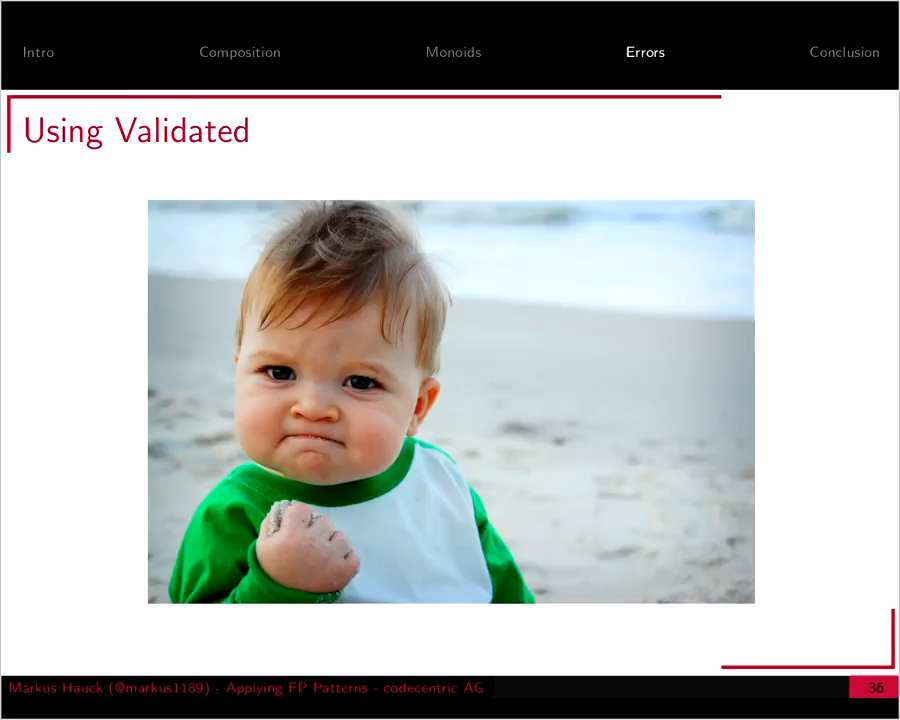 Intro Composition Monoids Errors Conclusion
Using Validated
Markus Hauck (@markus1189) - Applying FP Patterns - codecentric AG 36